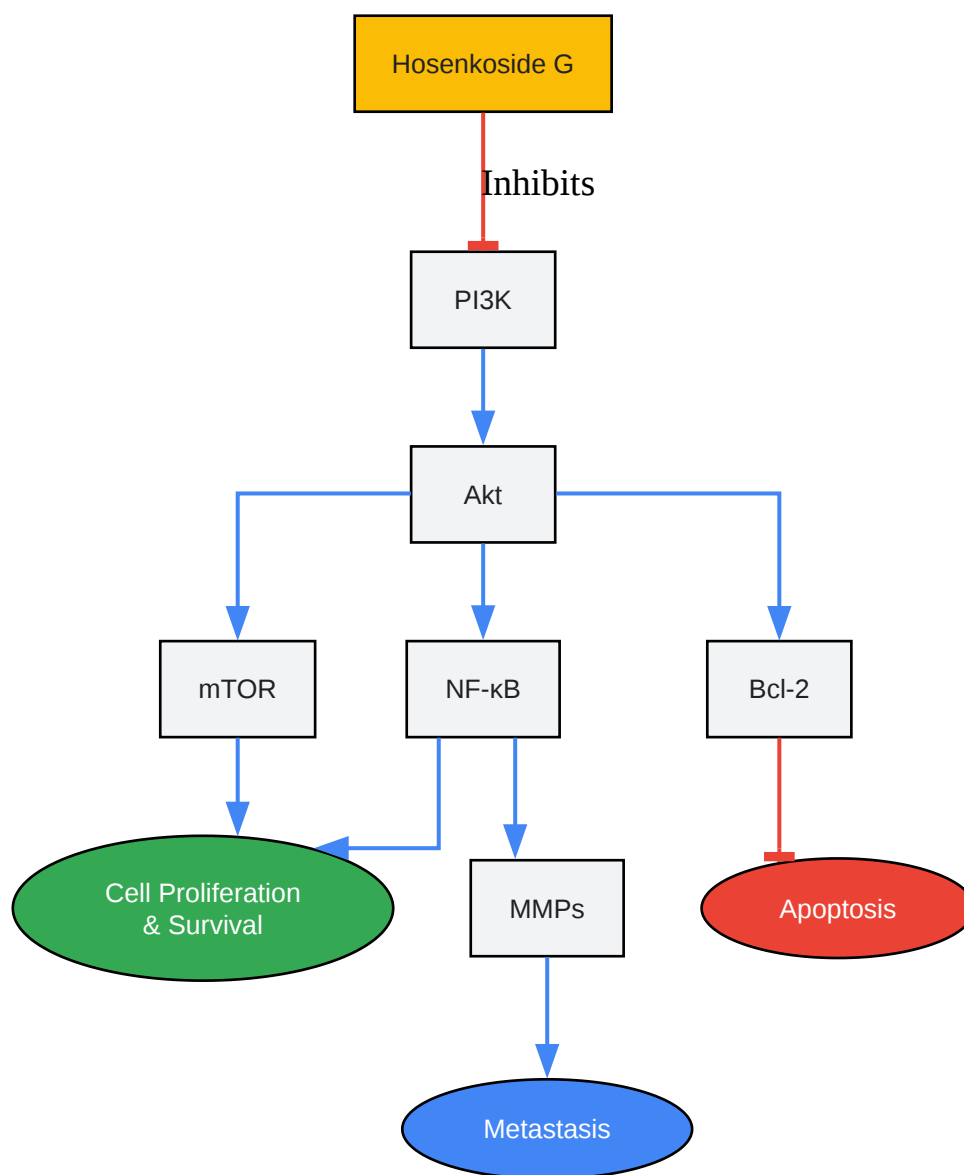 Hosenkoside G
Inhibits
PI3K
Akt
mTOR
NF-κB
Bcl-2
Cell Proliferation
& Survival
MMPs
Apoptosis
Metastasis